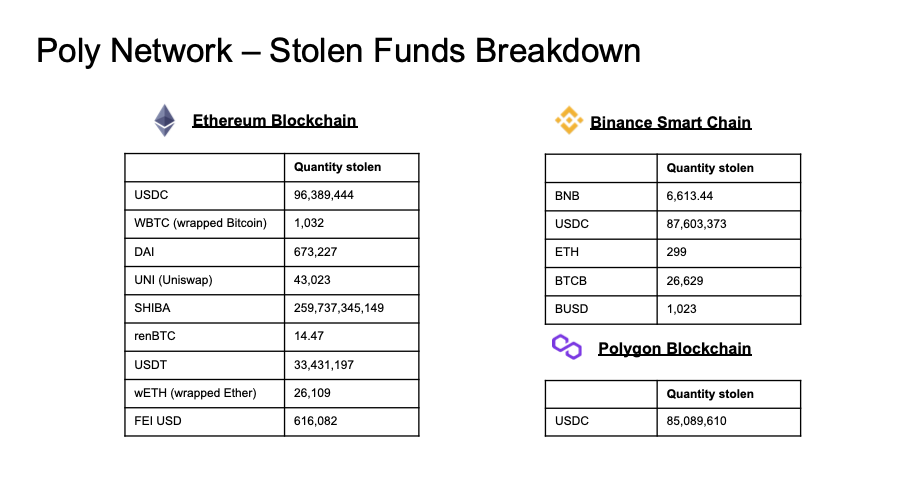 Poly Network – Stolen Funds Breakdown
Ethereum Blockchain
Quantity stolen
USDC 96,389,444
WBTC (wrapped Bitcoin) 1,032
DAI 673,227
UNI (Uniswap) 43,023
SHIBA 259,737,345,149
renBTC 14.47
USDT 33,431,197
wETH (wrapped Ether) 26,109
FEI USD 616,082
Binance Smart Chain
Quantity stolen
BNB 6,613.44
USDC 87,603,373
ETH 299
BTCB 26,629
BUSD 1,023
Polygon Blockchain
Quantity stolen
USDC 85,089,610